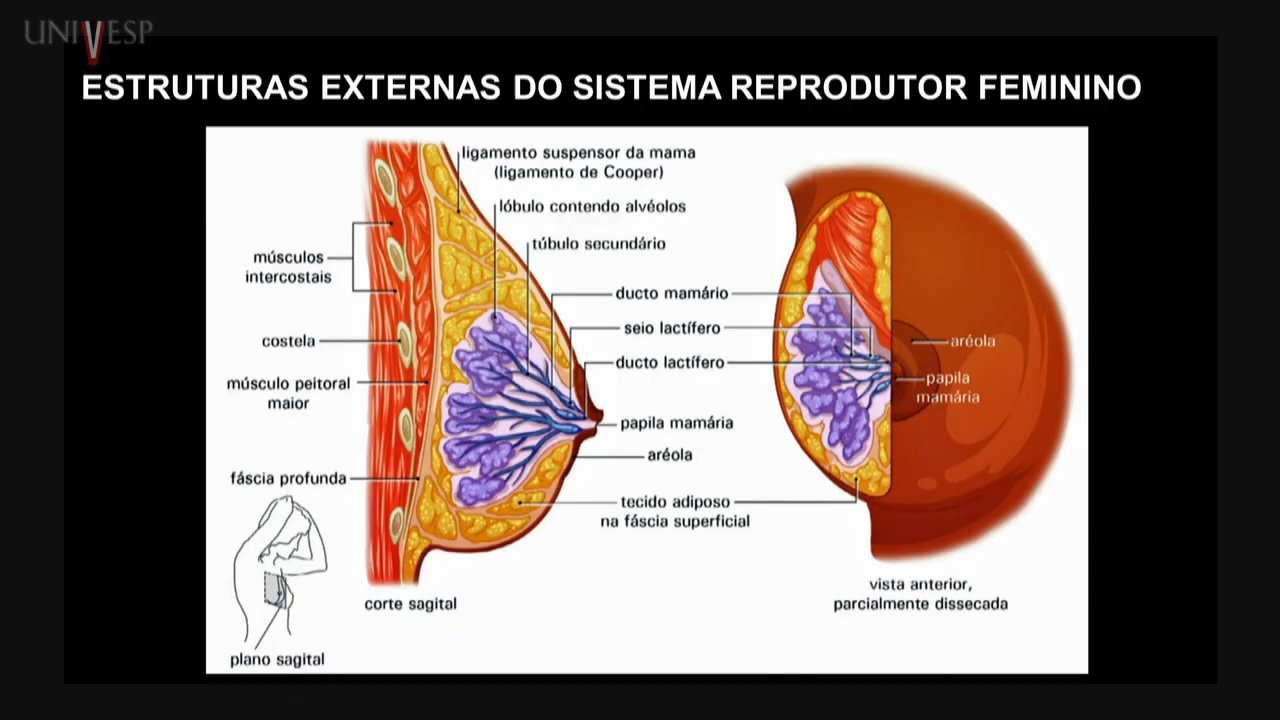 UNIVESP
ESTRUTURAS EXTERNAS DO SISTEMA REPRODUTOR FEMININO
ligamento suspensor da mama
(ligamento de Cooper)
lóbulo contendo alvéolos
túbulo secundário
músculos
intercostais
ducto mamário
seio lactífero
costela
aréola
ducto lactífero
músculo peitoral
maior
papila
mamária
papila mamária
aréola
fáscia profunda
tecido adiposo
na fáscia superficial
corte sagital
vista anterior,
parcialmente dissecada
plano sagital